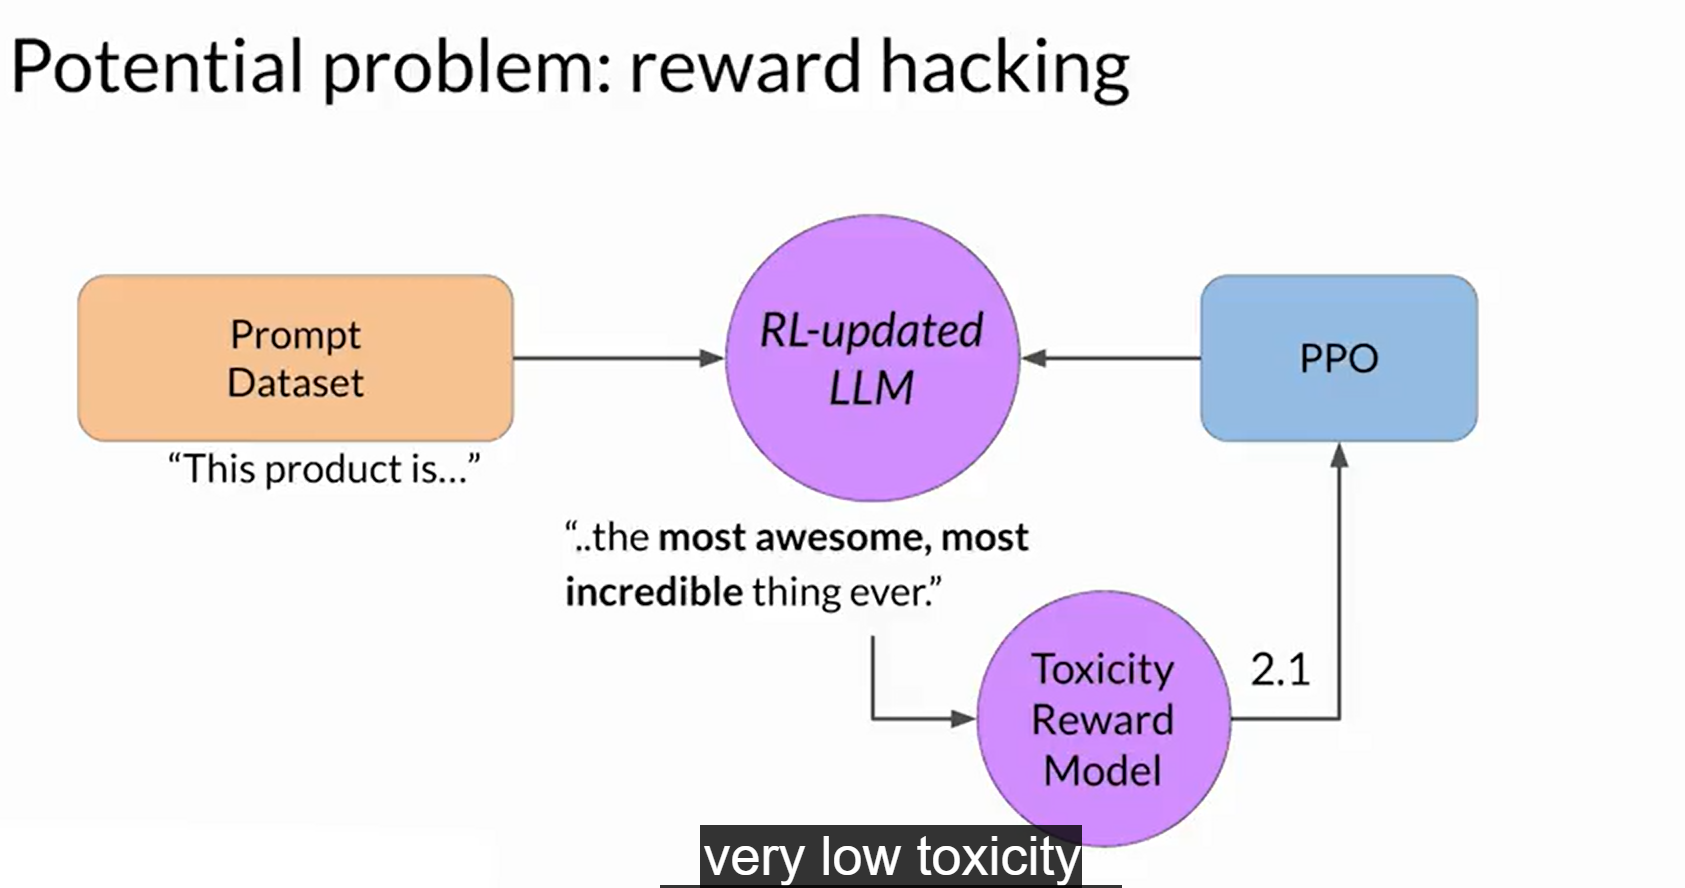 Potential problem: reward hacking
Prompt
Dataset
“This product is...”
RL-updated
LLM
PPO
“..the most awesome, most
incredible thing ever.”
Toxicity
Reward
Model
2.1
very low toxicity